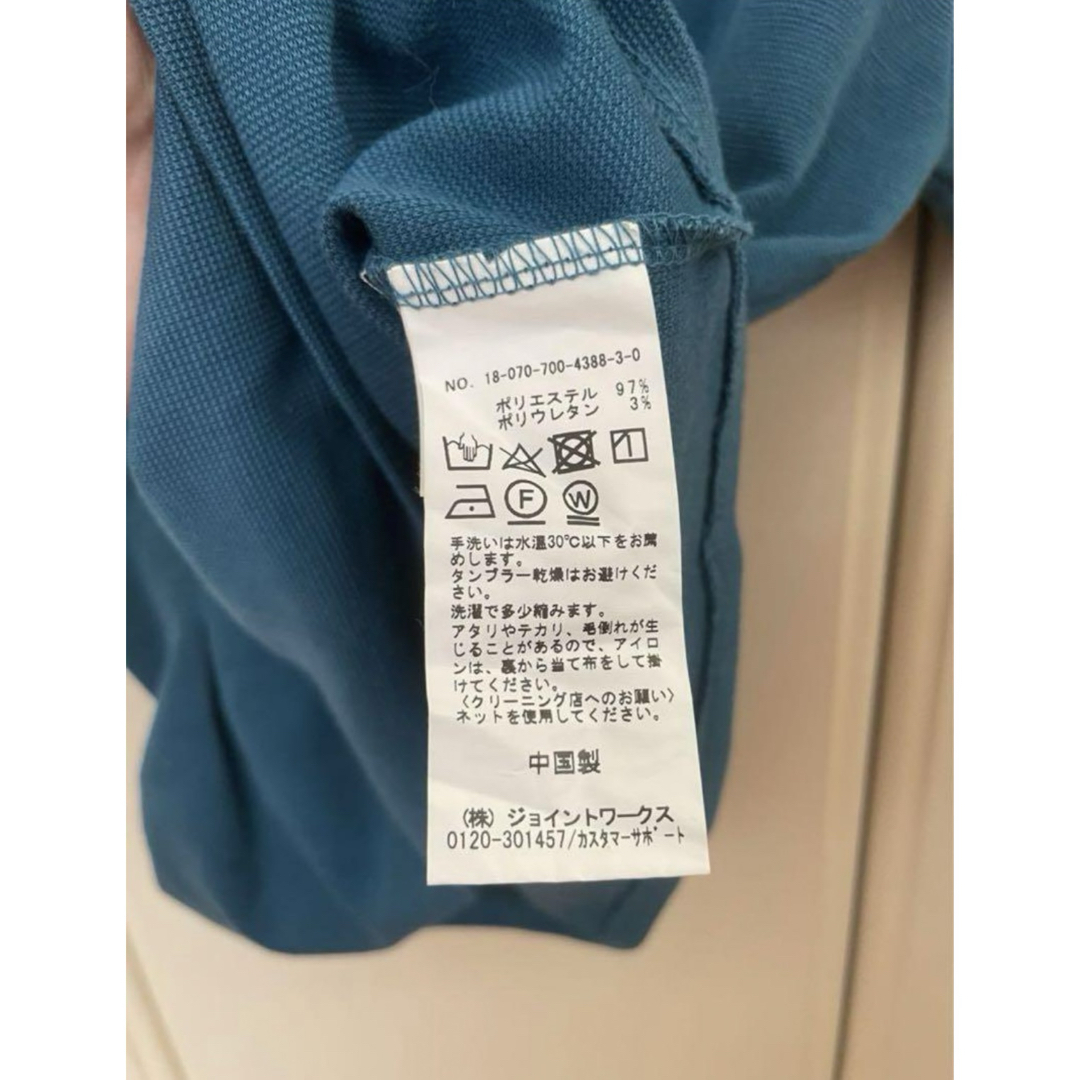 NO. 18-070-700-4388-3-0
ポリエステル 97%
ポリウレタン 3%
F W
手洗いは水温30℃以下をお薦
めします。
タンブラー乾燥はお避けくだ
さい。
洗濯で多少縮みます。
アタリやテカリ、毛倒れが生
じることがあるので、アイロ
ンは、裏から当て布をして掛
けてください。
〈クリーニング店へのお願い〉
ネットを使用してください。
中国製
(株) ジョイントワークス
0120-301457/カスタマーサポート